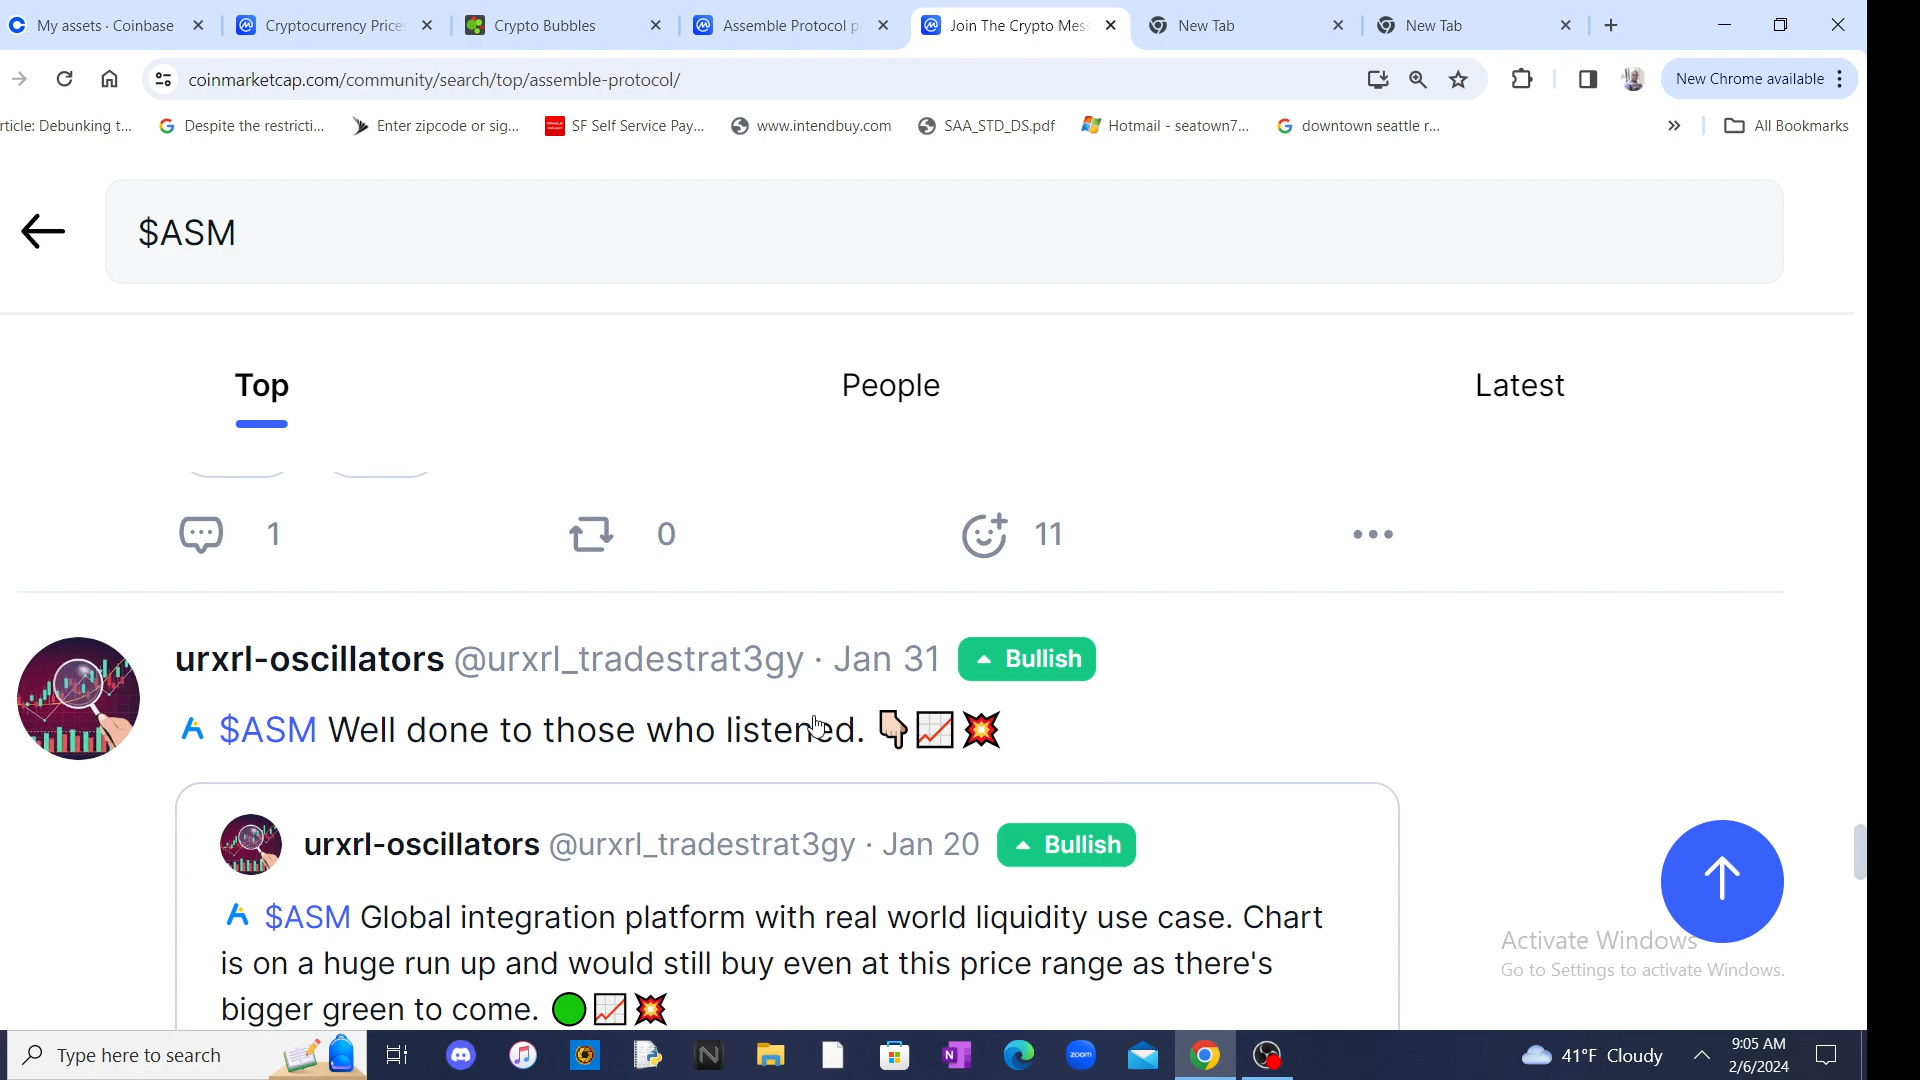 My assets · Coinbase
Cryptocurrency Price
Crypto Bubbles
Assemble Protocol p
Join The Crypto Mes
New Tab
New Tab
coinmarketcap.com/community/search/top/assemble-protocol/
New Chrome available
rticle: Debunking t...
Despite the restricti...
Enter zipcode or sig...
SF Self Service Pay...
www.intendbuy.com
SAA_STD_DS.pdf
Hotmail - seatown7...
downtown seattle r...
All Bookmarks
$ASM
Top
People
Latest
1
0
11
urxrl-oscillators @urxrl_tradestrat3gy · Jan 31 Bullish
$ASM Well done to those who listened. 👇🏻📈💥
urxrl-oscillators @urxrl_tradestrat3gy · Jan 20 Bullish
$ASM Global integration platform with real world liquidity use case. Chart
is on a huge run up and would still buy even at this price range as there's
bigger green to come. 🟢📈💥
Activate Windows
Go to Settings to activate Windows.
Type here to search
zoom
41°F Cloudy
9:05 AM
2/6/2024